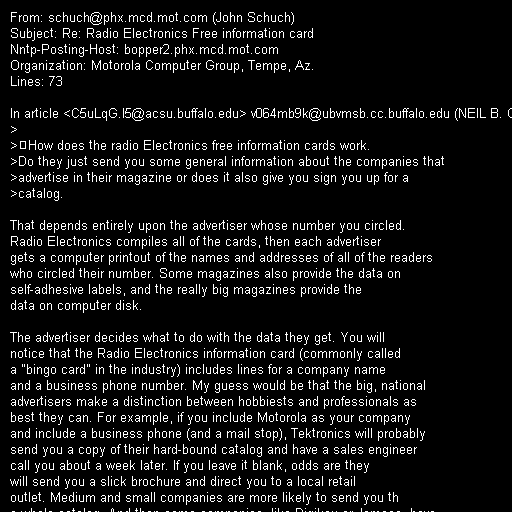 From: schuch@phx.mcd.mot.com (John Schuch)
Subject: Re: Radio Electronics Free information card
Nntp-Posting-Host: bopper2.phx.mcd.mot.com
Organization: Motorola Computer Group, Tempe, Az.
Lines: 73

In article <C5uLqG.I5@acsu.buffalo.edu> v064mb9k@ubvmsb.cc.buffalo.edu (NEIL B.
>
>How does the radio Electronics free information cards work.
>Do they just send you some general information about the companies that
>advertise in their magazine or does it also give you sign you up for a
>catalog.

That depends entirely upon the advertiser whose number you circled.
Radio Electronics compiles all of the cards, then each advertiser
gets a computer printout of the names and addresses of all of the readers
who circled their number. Some magazines also provide the data on
self-adhesive labels, and the really big magazines provide the
data on computer disk.

The advertiser decides what to do with the data they get. You will
notice that the Radio Electronics information card (commonly called
a "bingo card" in the industry) includes lines for a company name
and a business phone number. My guess would be that the big, national
advertisers make a distinction between hobbiests and professionals as
best they can. For example, if you include Motorola as your company
and include a business phone (and a mail stop), Tektronics will probably
send you a copy of their hard-bound catalog and have a sales engineer
call you about a week later. If you leave it blank, odds are they
will send you a slick brochure and direct you to a local retail
outlet. Medium and small companies are more likely to send you th
a whole catalog. And then some companies, like Digikey or Jameco, have